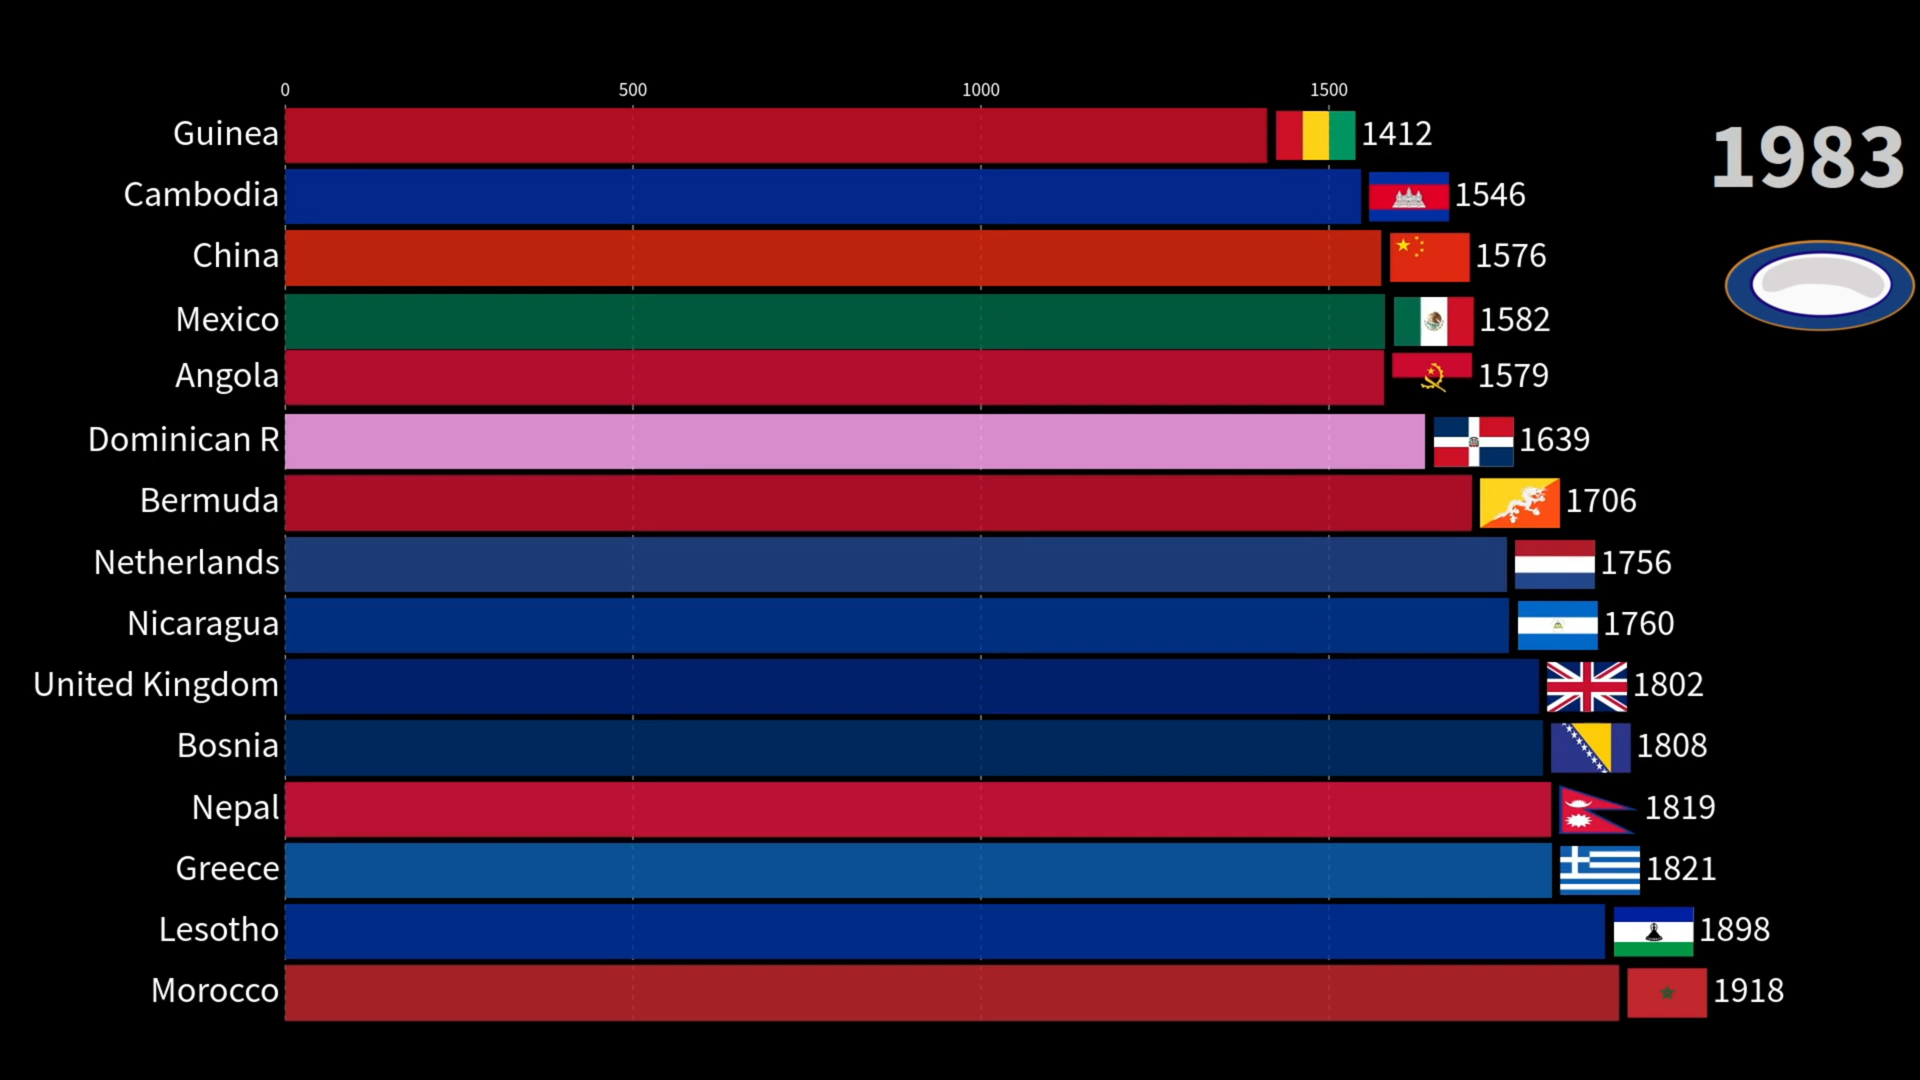 0 500 1000 1500
1983
Guinea 1412
Cambodia 1546
China 1576
Mexico 1582
Angola 1579
Dominican R 1639
Bermuda 1706
Netherlands 1756
Nicaragua 1760
United Kingdom 1802
Bosnia 1808
Nepal 1819
Greece 1821
Lesotho 1898
Morocco 1918